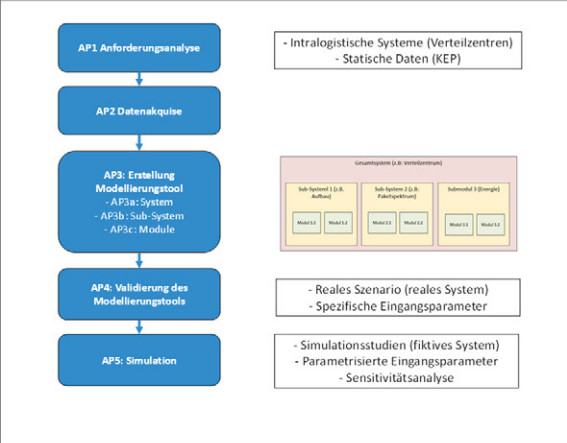 AP1 Anforderungsanalyse
- Intralogistische Systeme (Verteilzentren)
- Statische Daten (KEP)
AP2 Datenakquise
AP3: Erstellung
Modellierungstool
- AP3a: System
- AP3b: Sub-System
- AP3c: Module
Gesamtsystem (z.B. Verteilzentrum)
Sub-System 1 (z.B.
Aufbau)
Modul 1.1
Modul 1.2
Sub-System 2 (z.B.
Paketspektrum)
Modul 2.1
Modul 2.2
Submodul 3 (Energie)
Modul 3.1
Modul 3.2
AP4: Validierung des
Modellierungstools
- Reales Szenario (reales System)
- Spezifische Eingangsparameter
AP5: Simulation
- Simulationsstudien (fiktives System)
- Parametrisierte Eingangsparameter
- Sensitivitätsanalyse